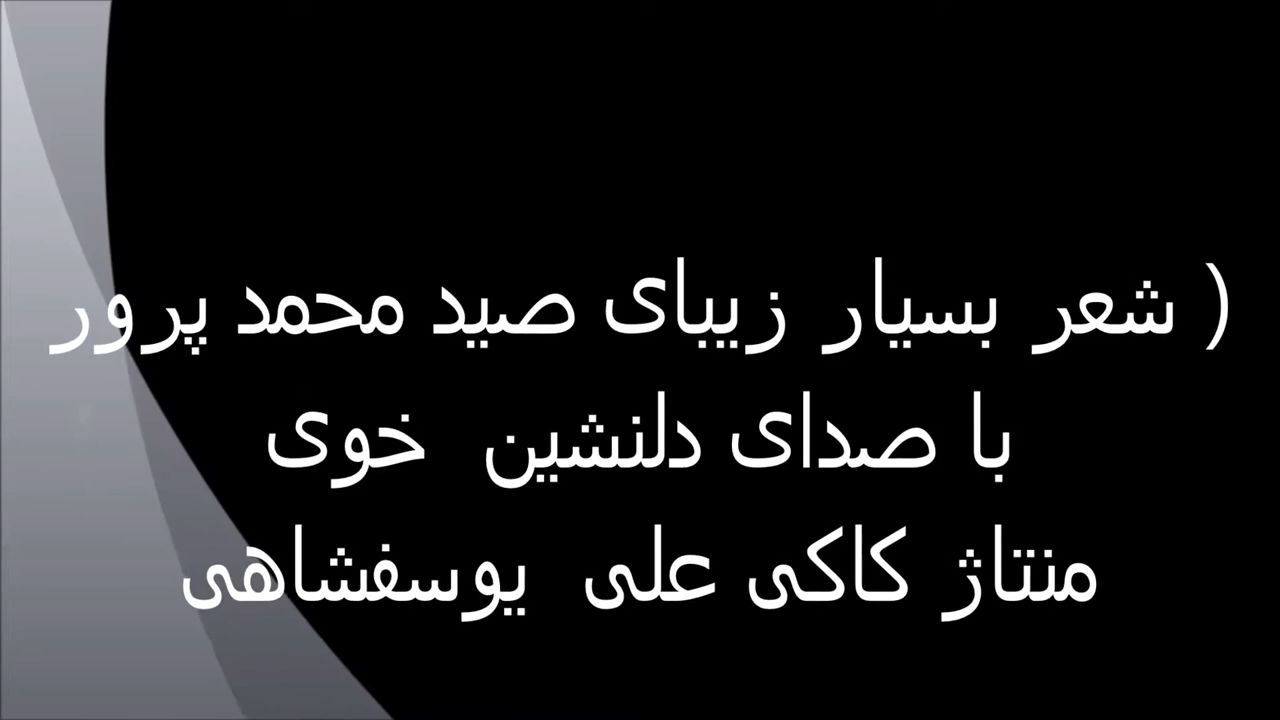 ( شعر بسیار زیبای صید محمد پرور
با صدای دلنشین خوی
منتاژ کاکی علی یوسفشاهی